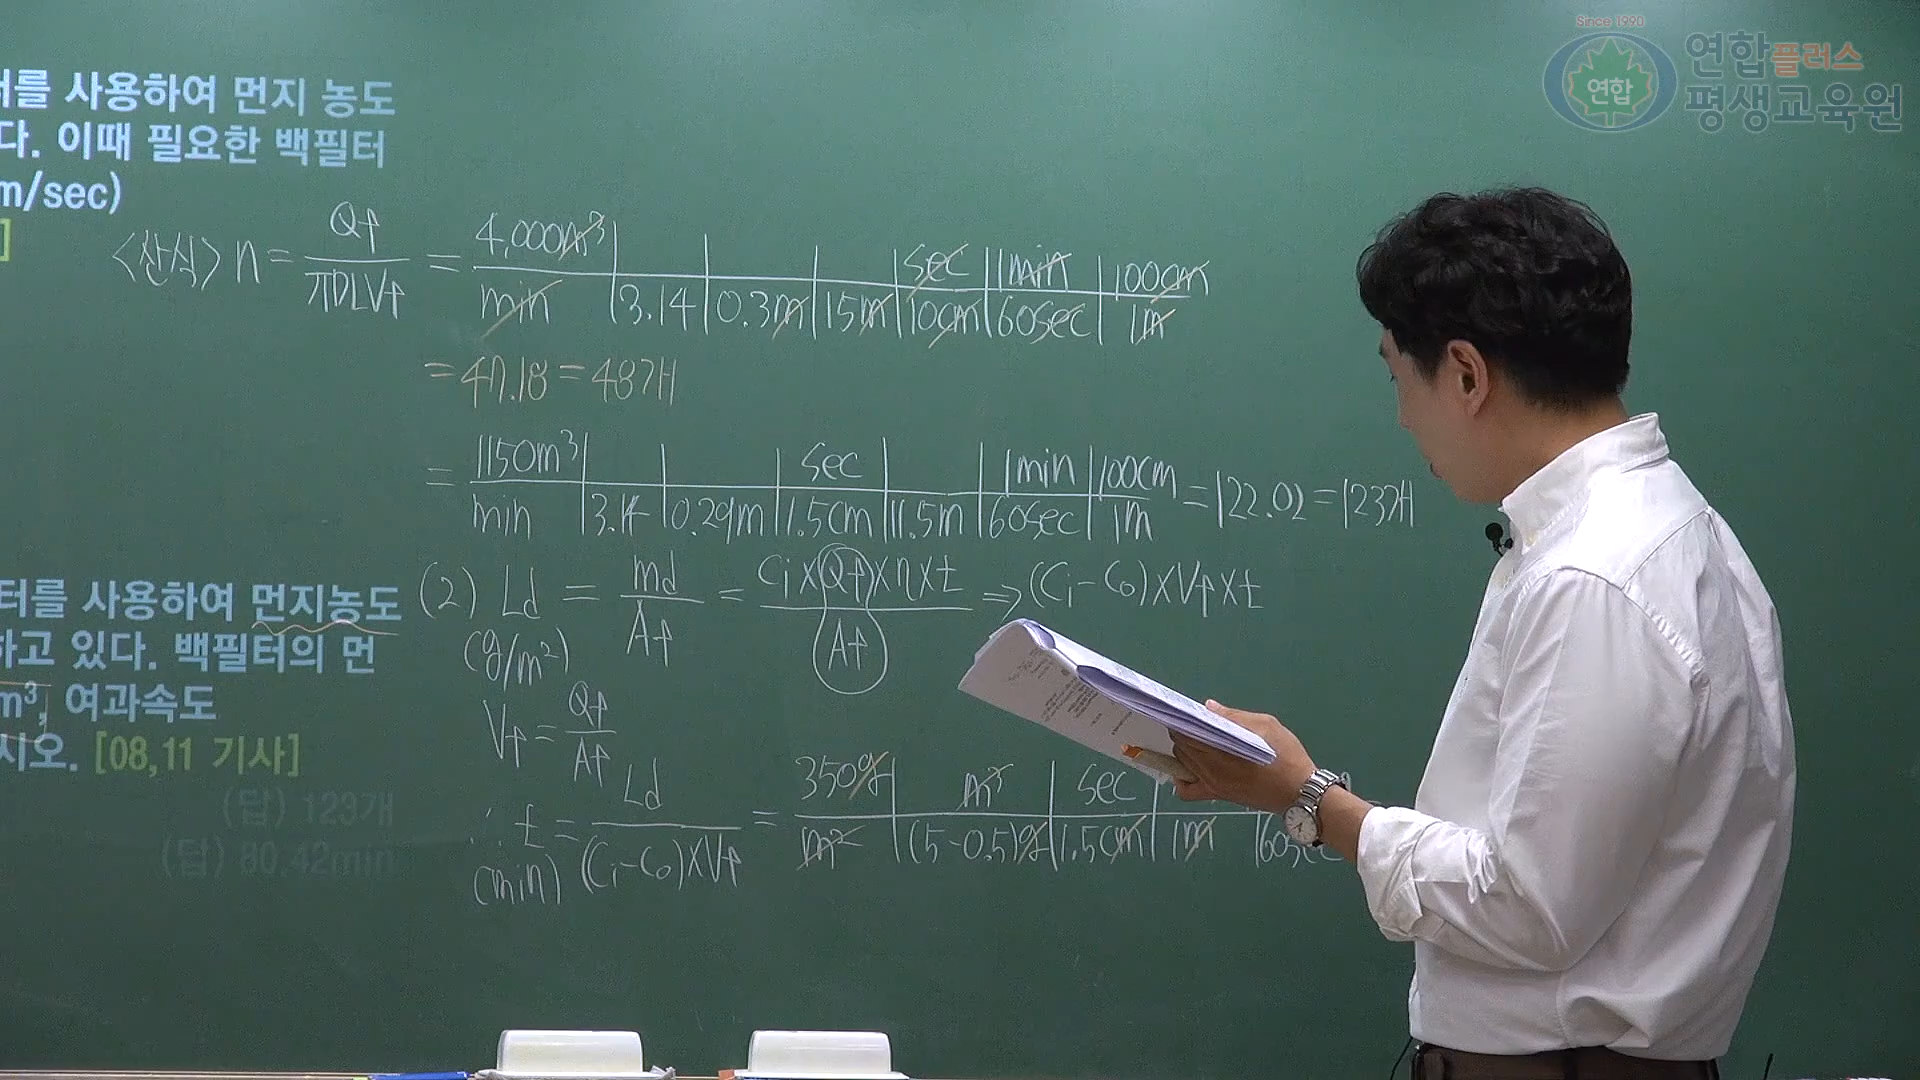 Since 1990
연합
연합플러스
평생교육원
터를 사용하여 먼지 농도
다. 이때 필요한 백필터
m/sec)
]
<산식> n = Qf / πDLVf = 4,000m³ | | | | sec | 1min | 100cm
min | 3.14 | 0.3m | 15m | 10cm | 60sec | 1m
= 47.18 = 48개
= 1150m³ | | | sec | | 1min | 100cm
min | 3.14 | 0.29m | 1.5cm | 11.5m | 60sec | 1m = 122.02 = 123개
터를 사용하여 먼지농도
하고 있다. 백필터의 먼
m³, 여과속도
시오. [08,11 기사]
(답) 123개
(답) 80.42min
(2) Ld = md / Af = Ci×Qf×η×t / Af ⇒ (Ci-Co)×Vf×t
(g/m²)
Vf = Qf / Af
∴ t = Ld / (Ci-Co)×Vf = 350g | m³ | sec
(min)
m² | (5-0.5)g | 1.5cm | 1m | 60sec